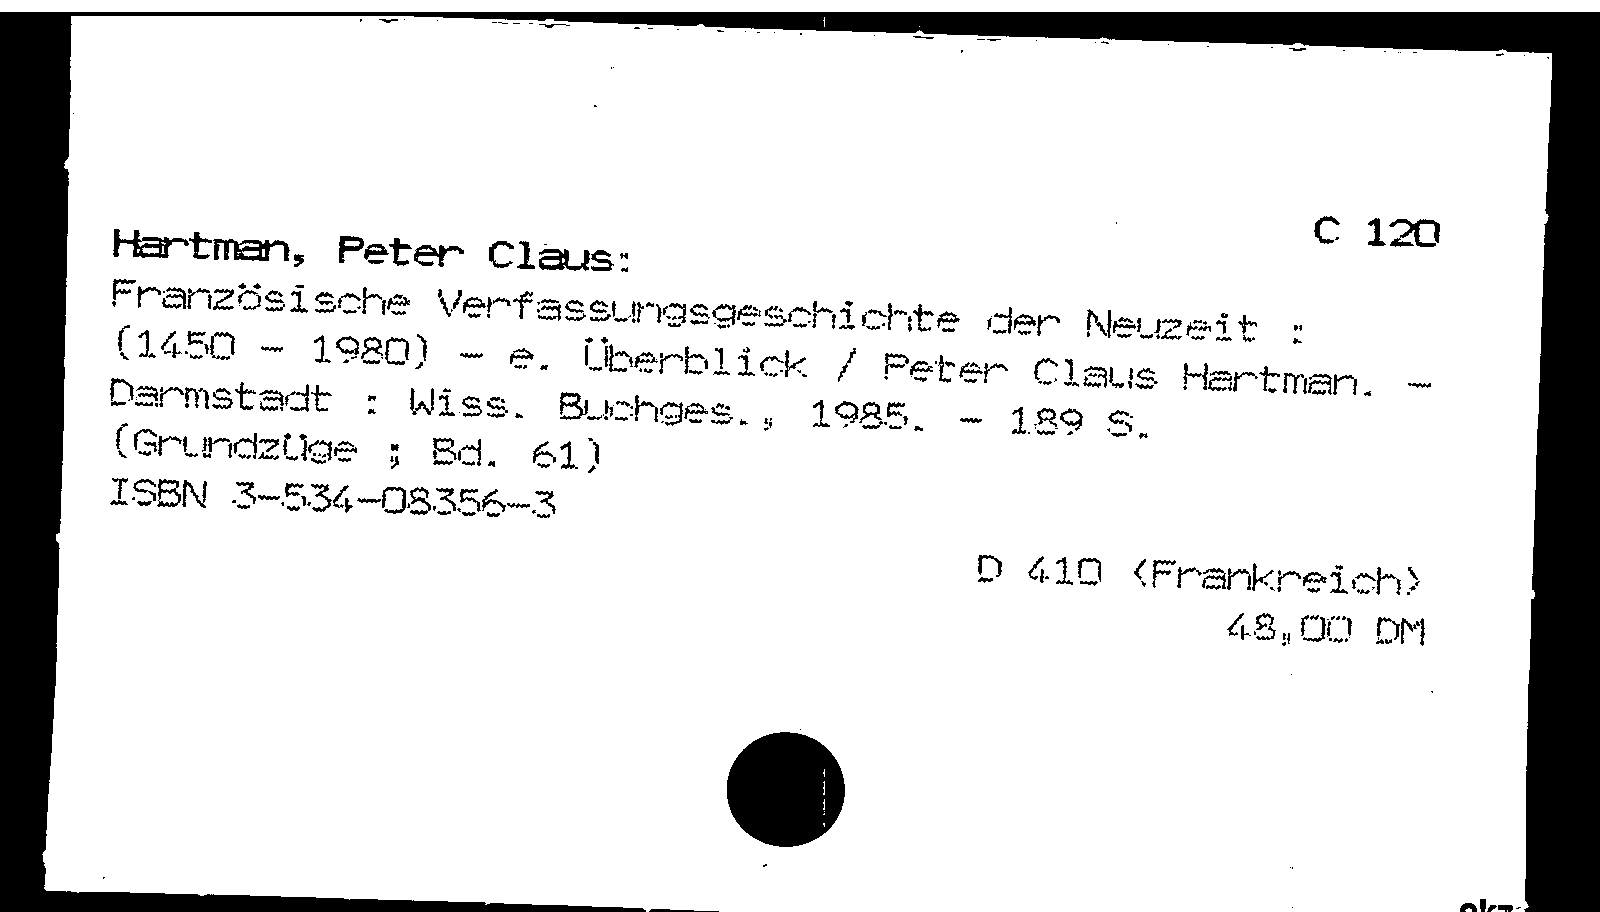 C 120
Hartman, Peter Claus:
Französische Verfassungsgeschichte der Neuzeit :
(1450 - 1980) - e. Überblick / Peter Claus Hartman. -
Darmstadt : Wiss. Buchges., 1985. - 189 S.
(Grundzüge ; Bd. 61)
ISBN 3-534-08356-3
D 410 <Frankreich>
48,00 DM